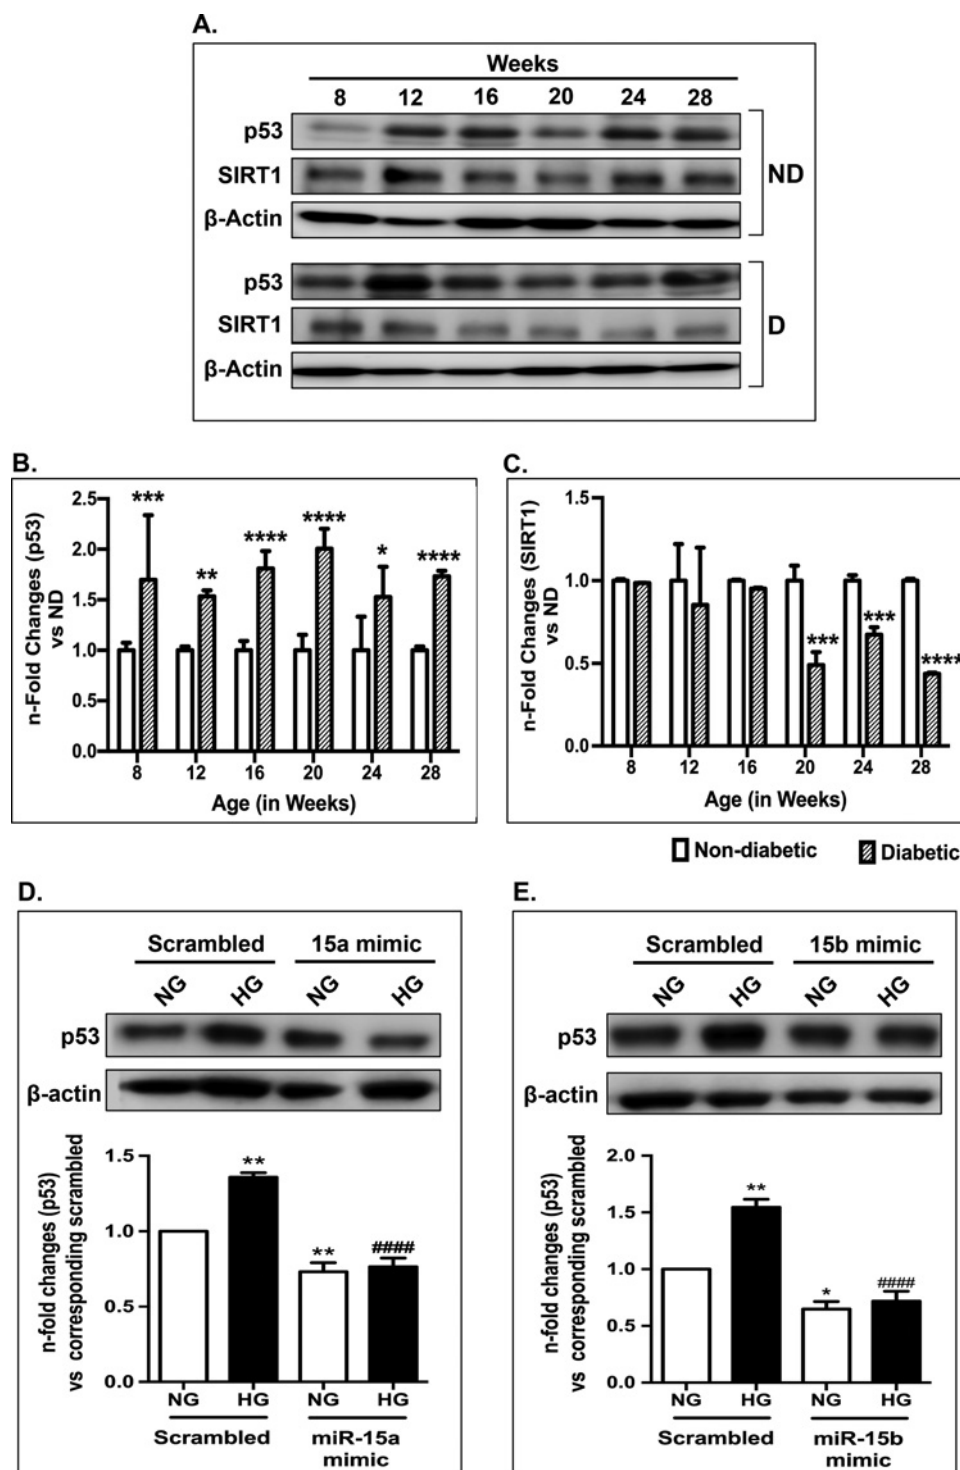 A.
Weeks
8 12 16 20 24 28
p53
SIRT1
β-Actin
ND
p53
SIRT1
β-Actin
D
B.
n-Fold Changes (p53)
vs ND
2.5
2.0
1.5
1.0
0.5
0.0
*** ** **** **** * ****
8 12 16 20 24 28
Age (in Weeks)
C.
n-Fold Changes (SIRT1)
vs ND
1.5
1.0
0.5
0.0
*** *** ****
8 12 16 20 24 28
Age (in Weeks)
Non-diabetic Diabetic
D.
Scrambled 15a mimic
NG HG NG HG
p53
β-actin
n-fold changes (p53)
vs corresponding scrambled
1.5
1.0
0.5
0.0
** ** ####
NG HG NG HG
Scrambled miR-15a
mimic
E.
Scrambled 15b mimic
NG HG NG HG
p53
β-actin
n-fold changes (p53)
vs corresponding scrambled
2.0
1.5
1.0
0.5
0.0
** * ####
NG HG NG HG
Scrambled miR-15b
mimic